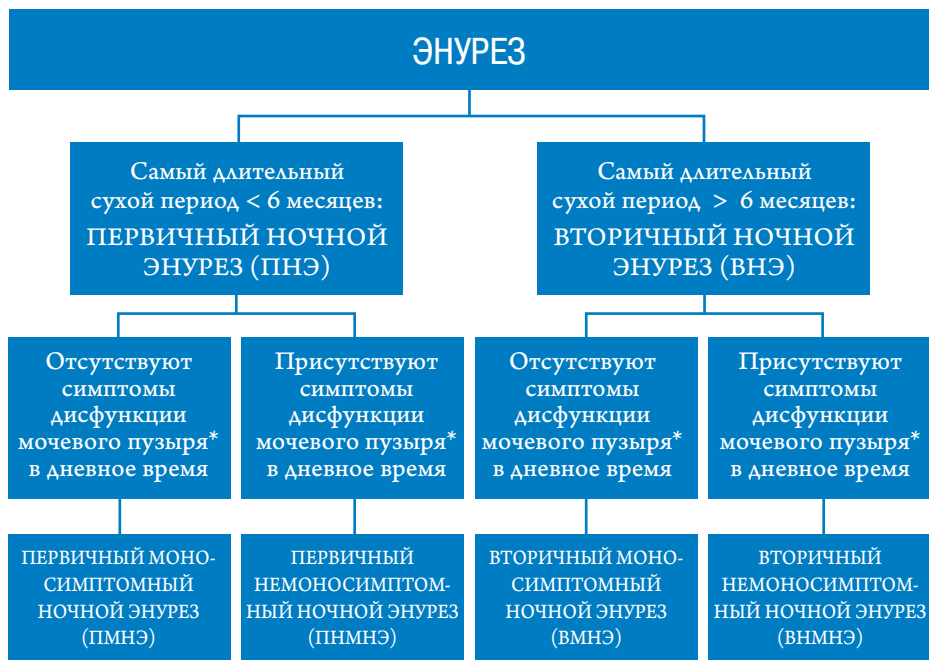 ЭНУРЕЗ
Самый длительный
сухой период < 6 месяцев:
ПЕРВИЧНЫЙ НОЧНОЙ
ЭНУРЕЗ (ПНЭ)
Самый длительный
сухой период > 6 месяцев:
ВТОРИЧНЫЙ НОЧНОЙ
ЭНУРЕЗ (ВНЭ)
Отсутствуют
симптомы
дисфункции
мочевого пузыря*
в дневное время
Присутствуют
симптомы
дисфункции
мочевого пузыря*
в дневное время
Отсутствуют
симптомы
дисфункции
мочевого пузыря*
в дневное время
Присутствуют
симптомы
дисфункции
мочевого пузыря*
в дневное время
ПЕРВИЧНЫЙ МОНО-
СИМПТОМНЫЙ
НОЧНОЙ ЭНУРЕЗ
(ПМНЭ)
ПЕРВИЧНЫЙ
НЕМОНОСИМПТОМ-
НЫЙ НОЧНОЙ ЭНУРЕЗ
(ПНМНЭ)
ВТОРИЧНЫЙ МОНО-
СИМПТОМНЫЙ
НОЧНОЙ ЭНУРЕЗ
(ВМНЭ)
ВТОРИЧНЫЙ
НЕМОНОСИМПТОМ-
НЫЙ НОЧНОЙ ЭНУРЕЗ
(ВНМНЭ)